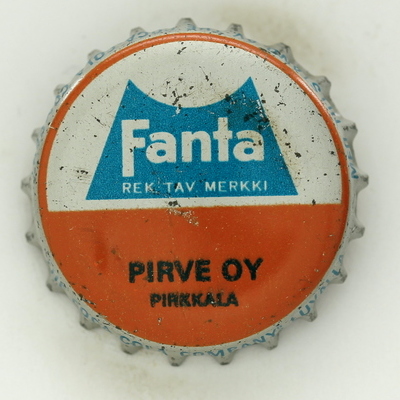 Fanta
REK. TAV. MERKKI
PIRVE OY
PIRKKALA